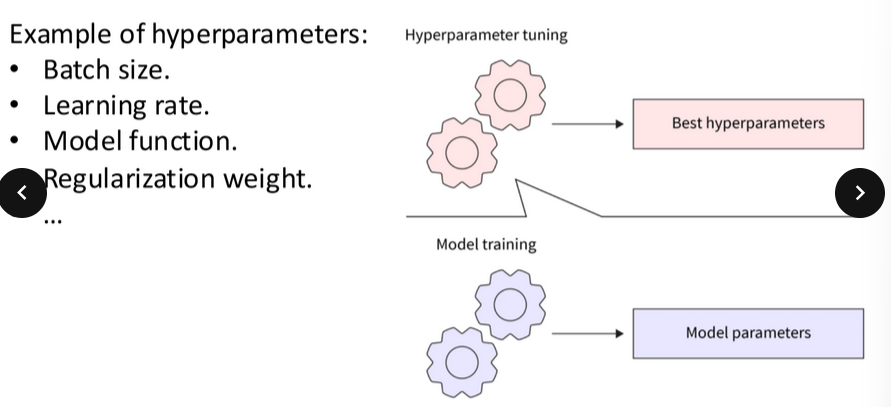 Example of hyperparameters:
• Batch size.
• Learning rate.
• Model function.
Regularization weight.
...
Hyperparameter tuning
Best hyperparameters
Model training
Model parameters